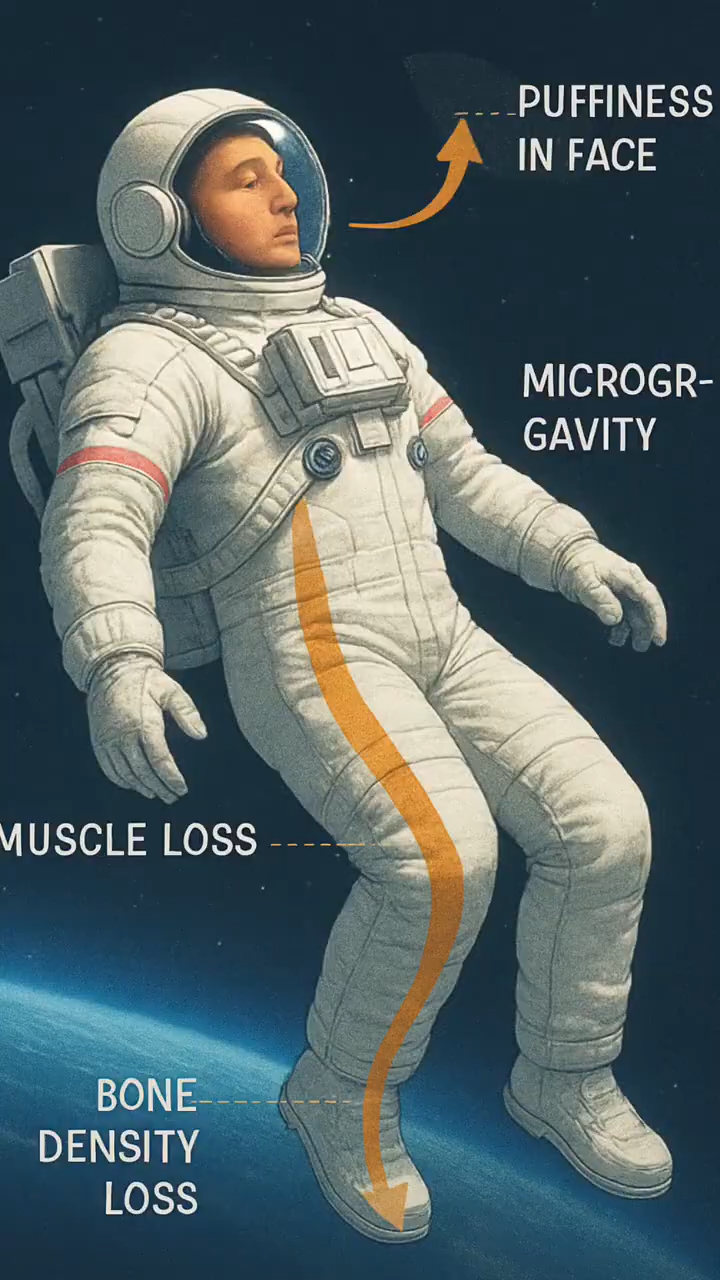 PUFFINESS
IN FACE
MICROGR-
GAVITY
MUSCLE LOSS
BONE
DENSITY
LOSS